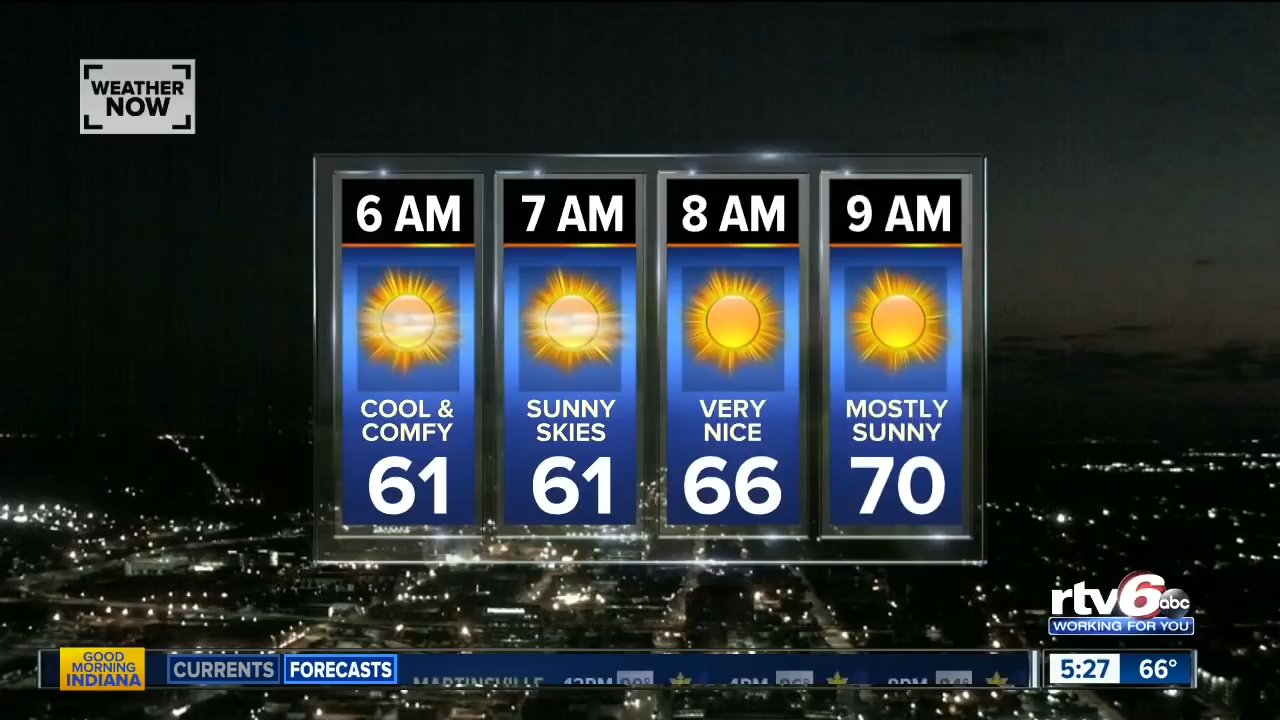 WEATHER
NOW
6 AM
7 AM
8 AM
9 AM
COOL &
COMFY
SUNNY
SKIES
VERY
NICE
MOSTLY
SUNNY
61
61
66
70
rtv6 abc
WORKING FOR YOU
GOOD
MORNING
INDIANA
CURRENTS
FORECASTS
MARTINSVILLE
5:27
66°